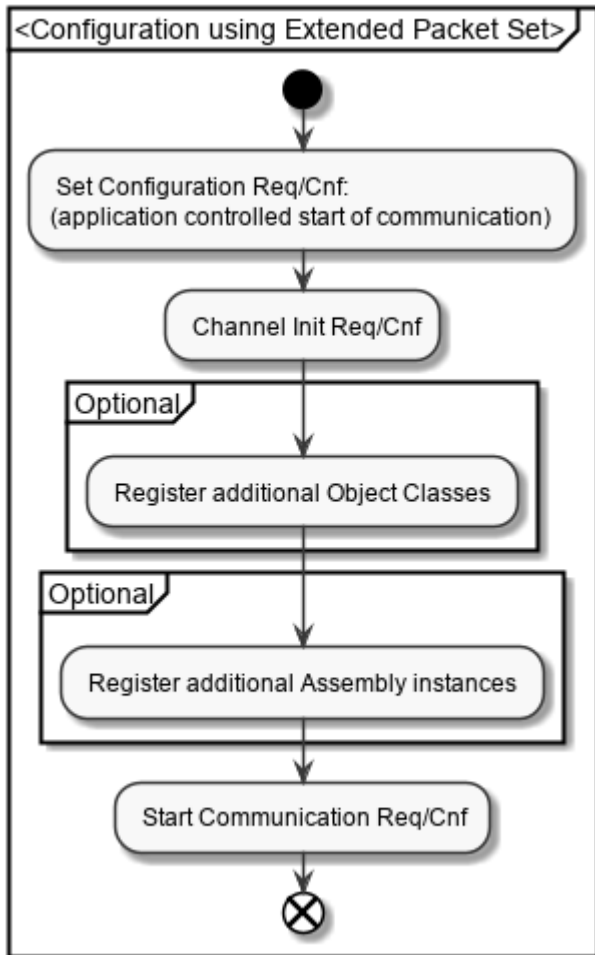 <Configuration using Extended Packet Set>
Set Configuration Req/Cnf:
(application controlled start of communication)
Channel Init Req/Cnf
Optional
Register additional Object Classes
Optional
Register additional Assembly instances
Start Communication Req/Cnf